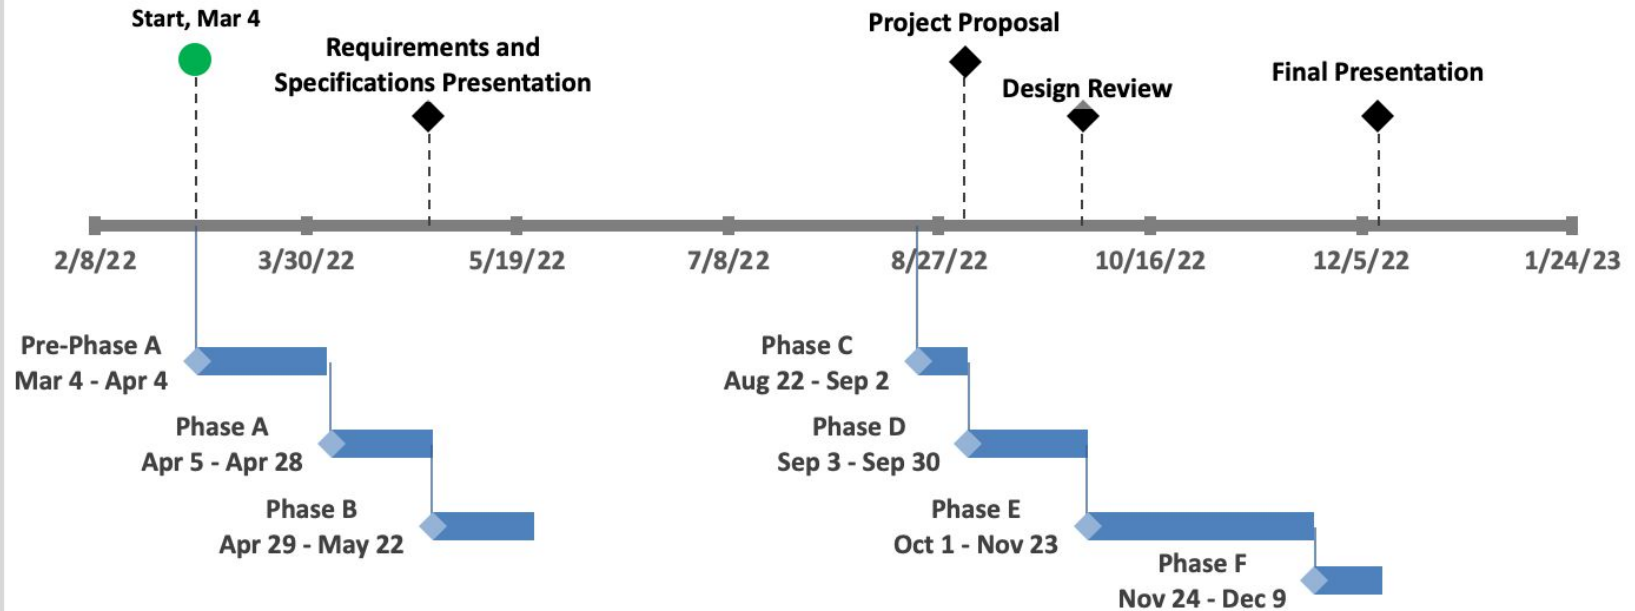 Start, Mar 4
Requirements and
Specifications Presentation
Project Proposal
Design Review
Final Presentation
2/8/22
3/30/22
5/19/22
7/8/22
8/27/22
10/16/22
12/5/22
1/24/23
Pre-Phase A
Mar 4 - Apr 4
Phase A
Apr 5 - Apr 28
Phase B
Apr 29 - May 22
Phase C
Aug 22 - Sep 2
Phase D
Sep 3 - Sep 30
Phase E
Oct 1 - Nov 23
Phase F
Nov 24 - Dec 9